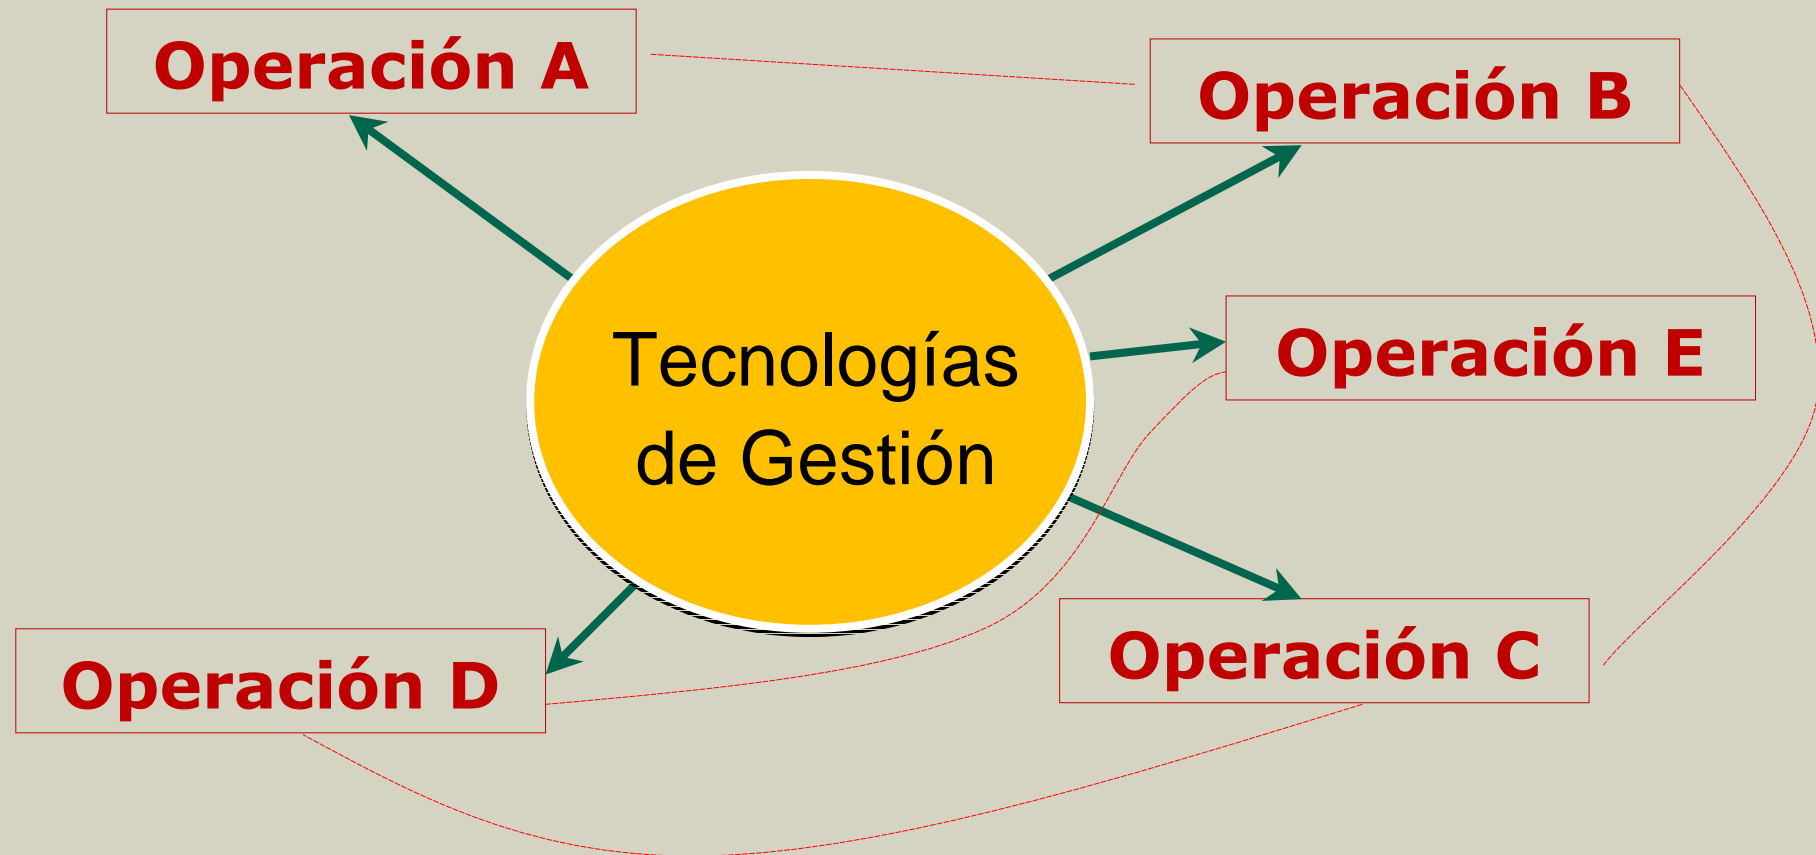 Operación A
Operación B
Tecnologías
de Gestión
Operación E
Operación C
Operación D